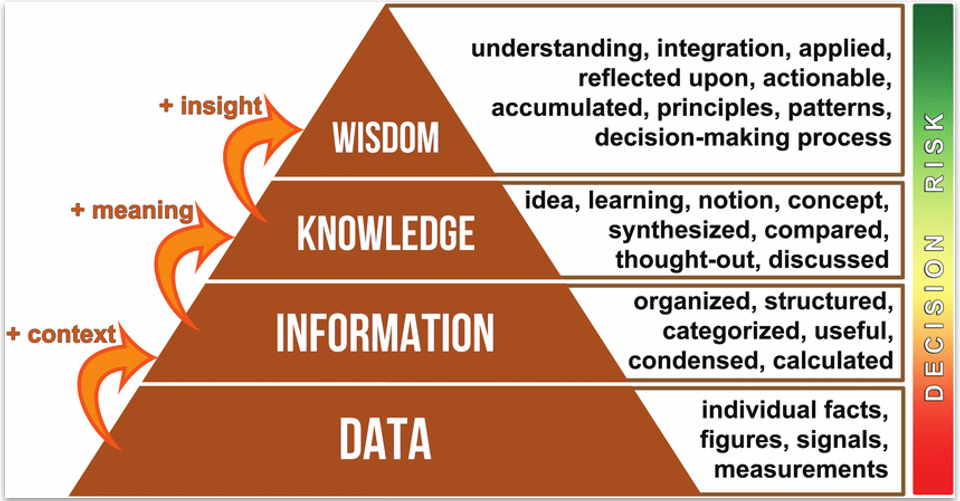 understanding, integration, applied,
reflected upon, actionable,
accumulated, principles, patterns,
decision-making process
+ insight
WISDOM
idea, learning, notion, concept,
synthesized, compared,
thought-out, discussed
+ meaning
KNOWLEDGE
organized, structured,
categorized, useful,
condensed, calculated
+ context
INFORMATION
individual facts,
figures, signals,
measurements
DATA
DECISION RISK